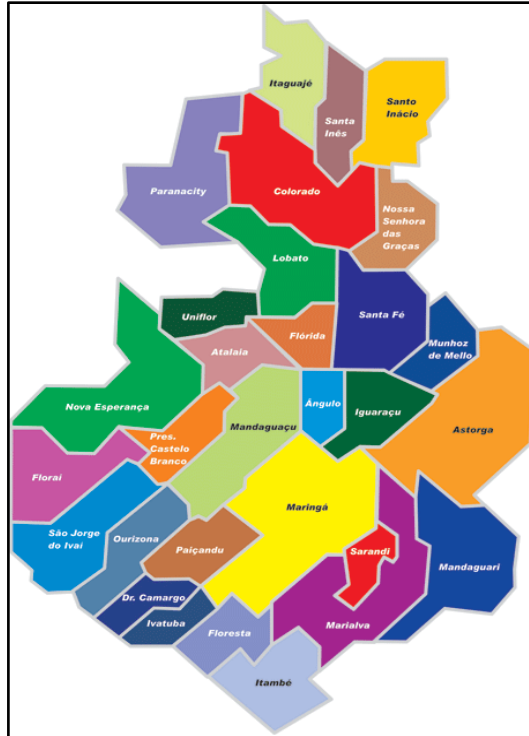 Itaguajé
Santa
Inês
Santo
Inácio
Paranacity
Colorado
Nossa
Senhora
das
Graças
Lobato
Uniflor
Flórida
Santa Fé
Atalaia
Munhoz
de Mello
Nova Esperança
Ângulo
Iguaraçu
Mandaguaçu
Astorga
Pres.
Castelo
Branco
Floraí
Maringá
São Jorge
do Ivaí
Ourizona
Paiçandu
Sarandi
Mandaguari
Dr. Camargo
Ivatuba
Floresta
Marialva
Itambé